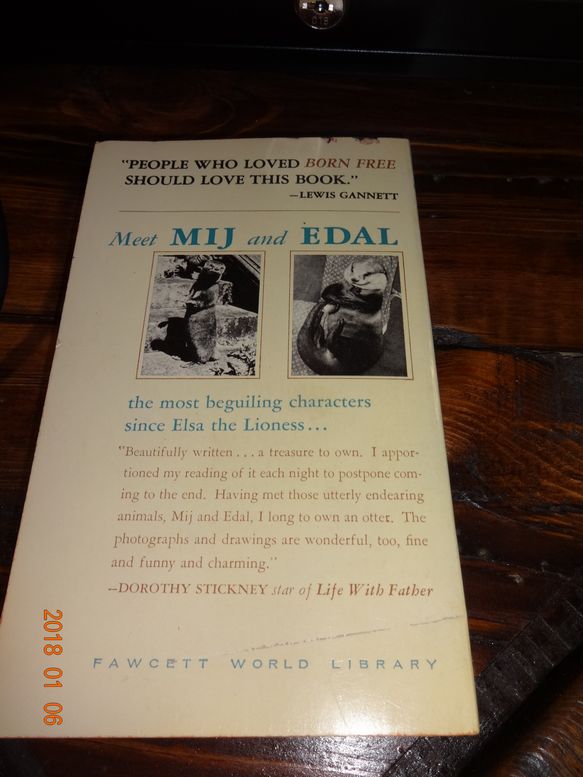 "PEOPLE WHO LOVED BORN FREE
SHOULD LOVE THIS BOOK."
—LEWIS GANNETT
Meet MIJ and EDAL
the most beguiling characters
since Elsa the Lioness...
"Beautifully written...a treasure to own. I appor-
tioned my reading of it each night to postpone com-
ing to the end. Having met those utterly endearing
animals, Mij and Edal, I long to own an otter. The
photographs and drawings are wonderful, too, fine
and funny and charming."
—DOROTHY STICKNEY star of Life With Father
FAWCETT WORLD LIBRARY
2018 01 06